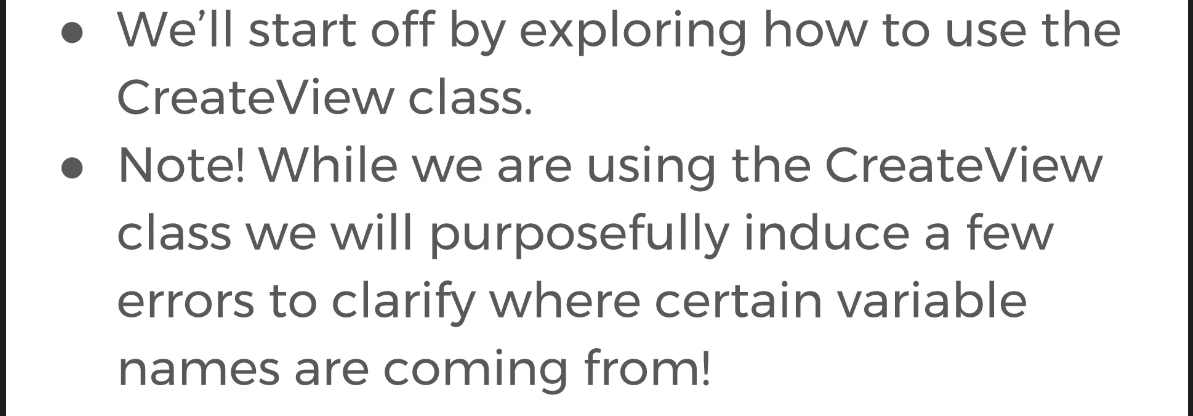 ● We’ll start off by exploring how to use the
CreateView class.
● Note! While we are using the CreateView
class we will purposefully induce a few
errors to clarify where certain variable
names are coming from!